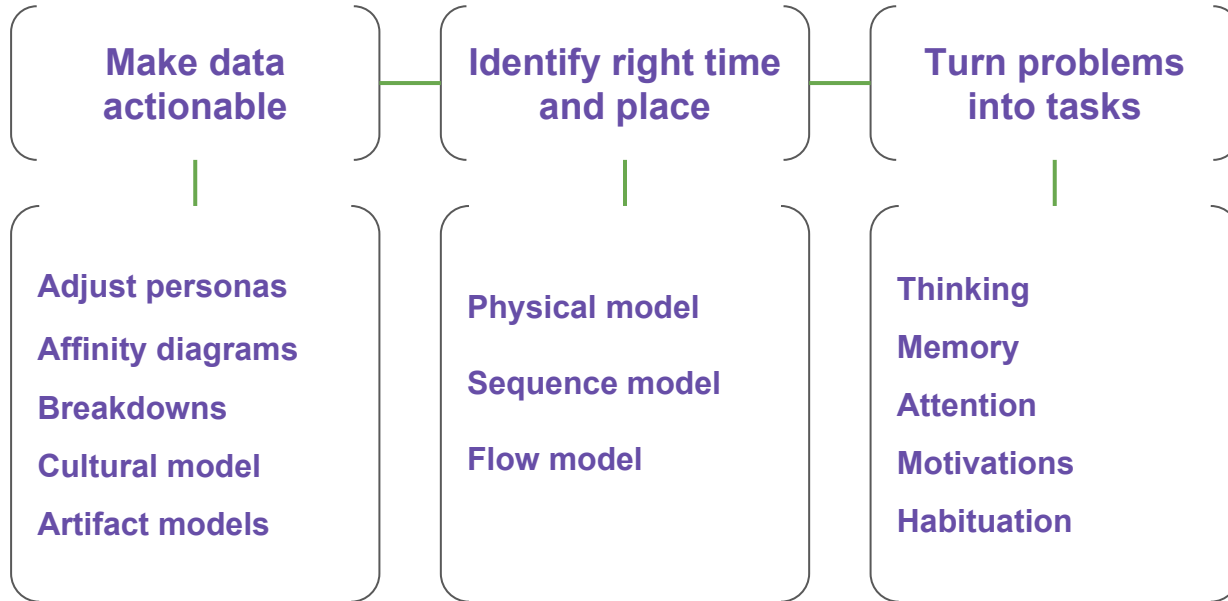 Make data
actionable
Identify right time
and place
Turn problems
into tasks
Adjust personas
Affinity diagrams
Breakdowns
Cultural model
Artifact models
Physical model
Sequence model
Flow model
Thinking
Memory
Attention
Motivations
Habituation